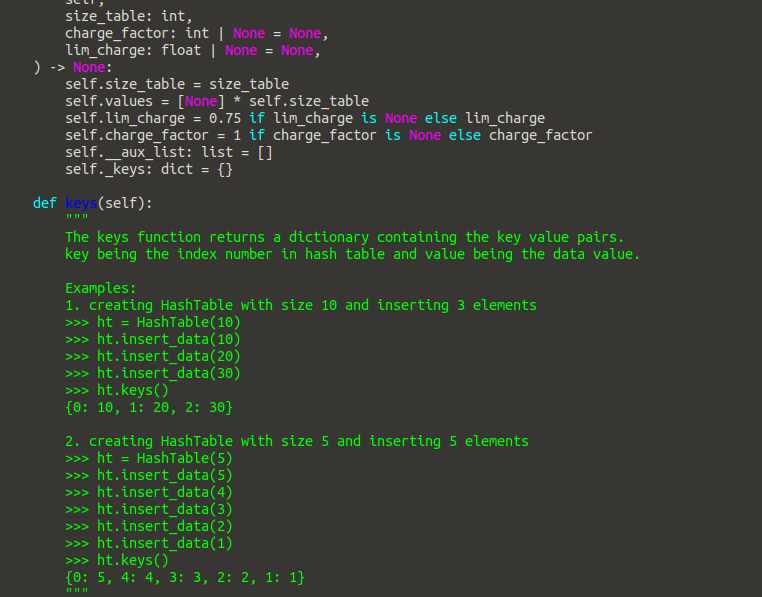 self,
size_table: int,
charge_factor: int | None = None,
lim_charge: float | None = None,
) -> None:
self.size_table = size_table
self.values = [None] * self.size_table
self.lim_charge = 0.75 if lim_charge is None else lim_charge
self.charge_factor = 1 if charge_factor is None else charge_factor
self.__aux_list: list = []
self._keys: dict = {}
def keys(self):
"""
The keys function returns a dictionary containing the key value pairs.
key being the index number in hash table and value being the data value.
Examples:
1. creating HashTable with size 10 and inserting 3 elements
>>> ht = HashTable(10)
>>> ht.insert_data(10)
>>> ht.insert_data(20)
>>> ht.insert_data(30)
>>> ht.keys()
{0: 10, 1: 20, 2: 30}
2. creating HashTable with size 5 and inserting 5 elements
>>> ht = HashTable(5)
>>> ht.insert_data(5)
>>> ht.insert_data(4)
>>> ht.insert_data(3)
>>> ht.insert_data(2)
>>> ht.insert_data(1)
>>> ht.keys()
{0: 5, 4: 4, 3: 3, 2: 2, 1: 1}
"""